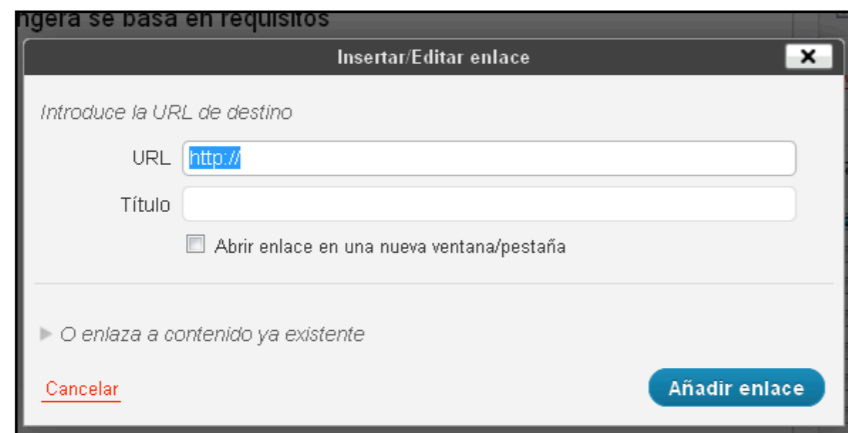 ngera se basa en requisitos
Insertar/Editar enlace
Introduce la URL de destino
URL http://
Título
Abrir enlace en una nueva ventana/pestaña
O enlaza a contenido ya existente
Cancelar
Añadir enlace